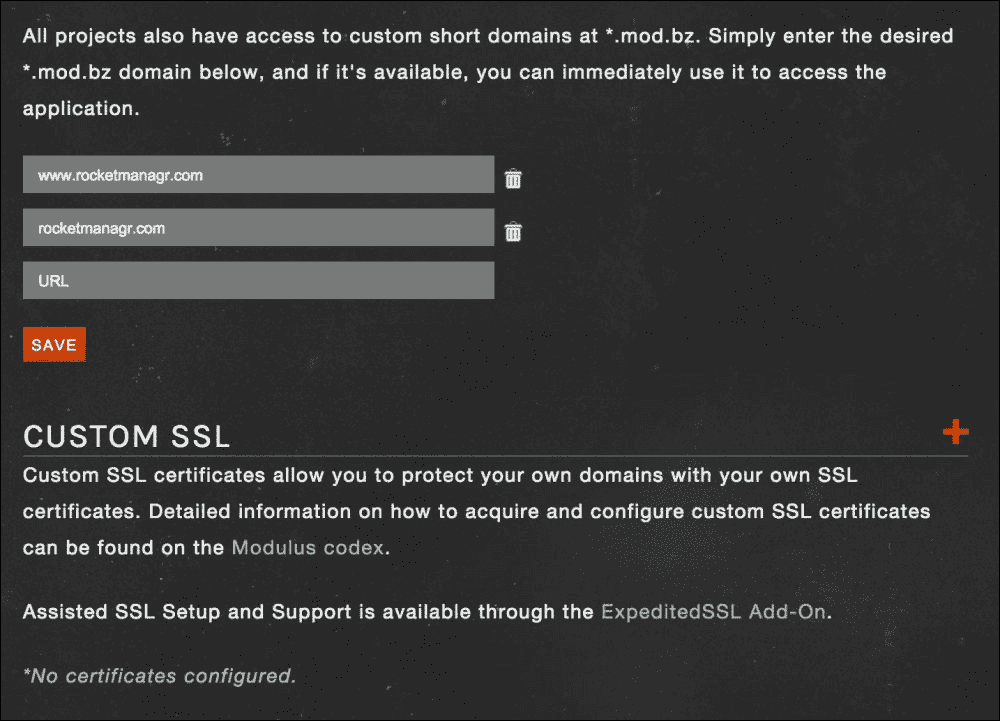 All projects also have access to custom short domains at *.mod.bz. Simply enter the desired
*.mod.bz domain below, and if it's available, you can immediately use it to access the
application.
www.rocketmanagr.com
rocketmanagr.com
URL
SAVE
CUSTOM SSL
Custom SSL certificates allow you to protect your own domains with your own SSL
certificates. Detailed information on how to acquire and configure custom SSL certificates
can be found on the Modulus codex.
Assisted SSL Setup and Support is available through the ExpeditedSSL Add-On.
*No certificates configured.